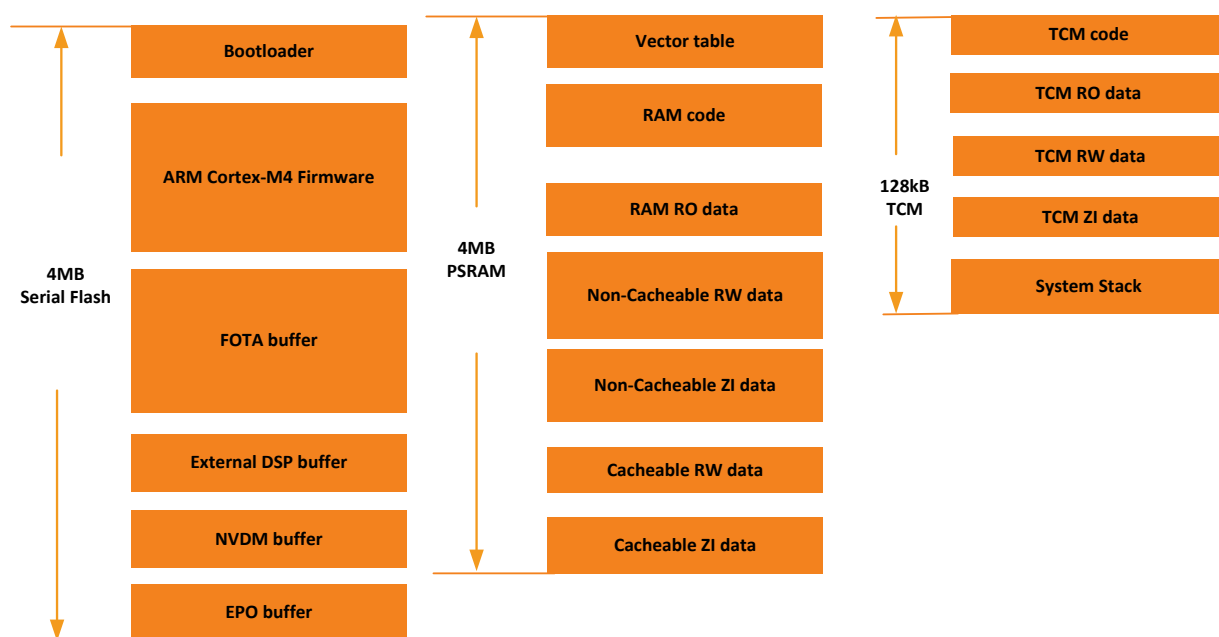 4MB
Serial Flash
Bootloader
ARM Cortex-M4 Firmware
FOTA buffer
External DSP buffer
NVDM buffer
EPO buffer
4MB
PSRAM
Vector table
RAM code
RAM RO data
Non-Cacheable RW data
Non-Cacheable ZI data
Cacheable RW data
Cacheable ZI data
128kB
TCM
TCM code
TCM RO data
TCM RW data
TCM ZI data
System Stack